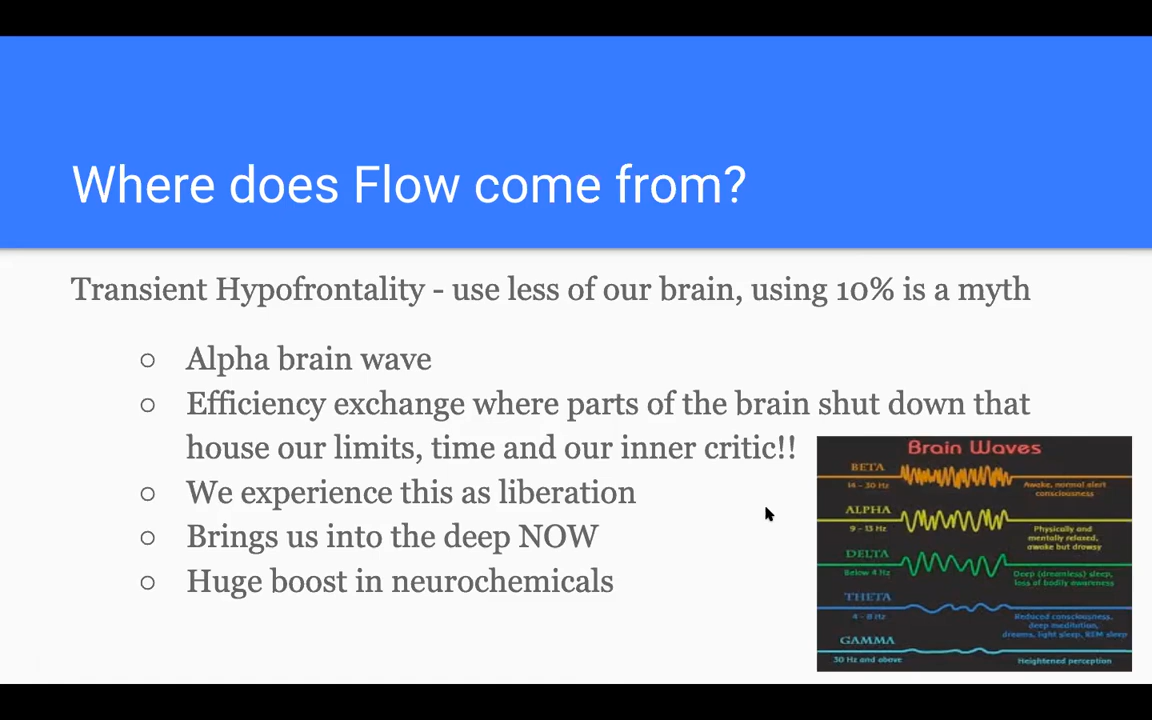 Where does Flow come from?
Transient Hypofrontality - use less of our brain, using 10% is a myth
○ Alpha brain wave
○ Efficiency exchange where parts of the brain shut down that
house our limits, time and our inner critic!!
○ We experience this as liberation
○ Brings us into the deep NOW
○ Huge boost in neurochemicals
Brain Waves
BETA
14 - 30 Hz
Awake, normal alert
consciousness
ALPHA
9 - 13 Hz
Physically and
mentally relaxed,
awake but drowsy
DELTA
Below 4 Hz
Deep (dreamless) sleep,
loss of bodily awareness
THETA
4 - 8 Hz
Reduced consciousness,
deep meditation,
dreams, light sleep, REM sleep
GAMMA
30 Hz and above
Heightened perception